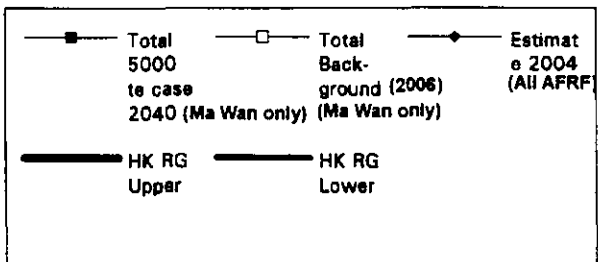 Total
5000
te case
2040 (Ma Wan only)
Total
Back-
ground (2006)
(Ma Wan only)
Estimat
e 2004
(All AFRF)
HK RG
Upper
HK RG
Lower